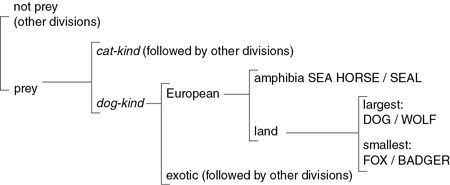 not prey
(other divisions)
cat-kind (followed by other divisions)
prey
dog-kind
European
amphibia SEA HORSE / SEAL
land
largest:
DOG / WOLF
smallest:
FOX / BADGER
exotic (followed by other divisions)